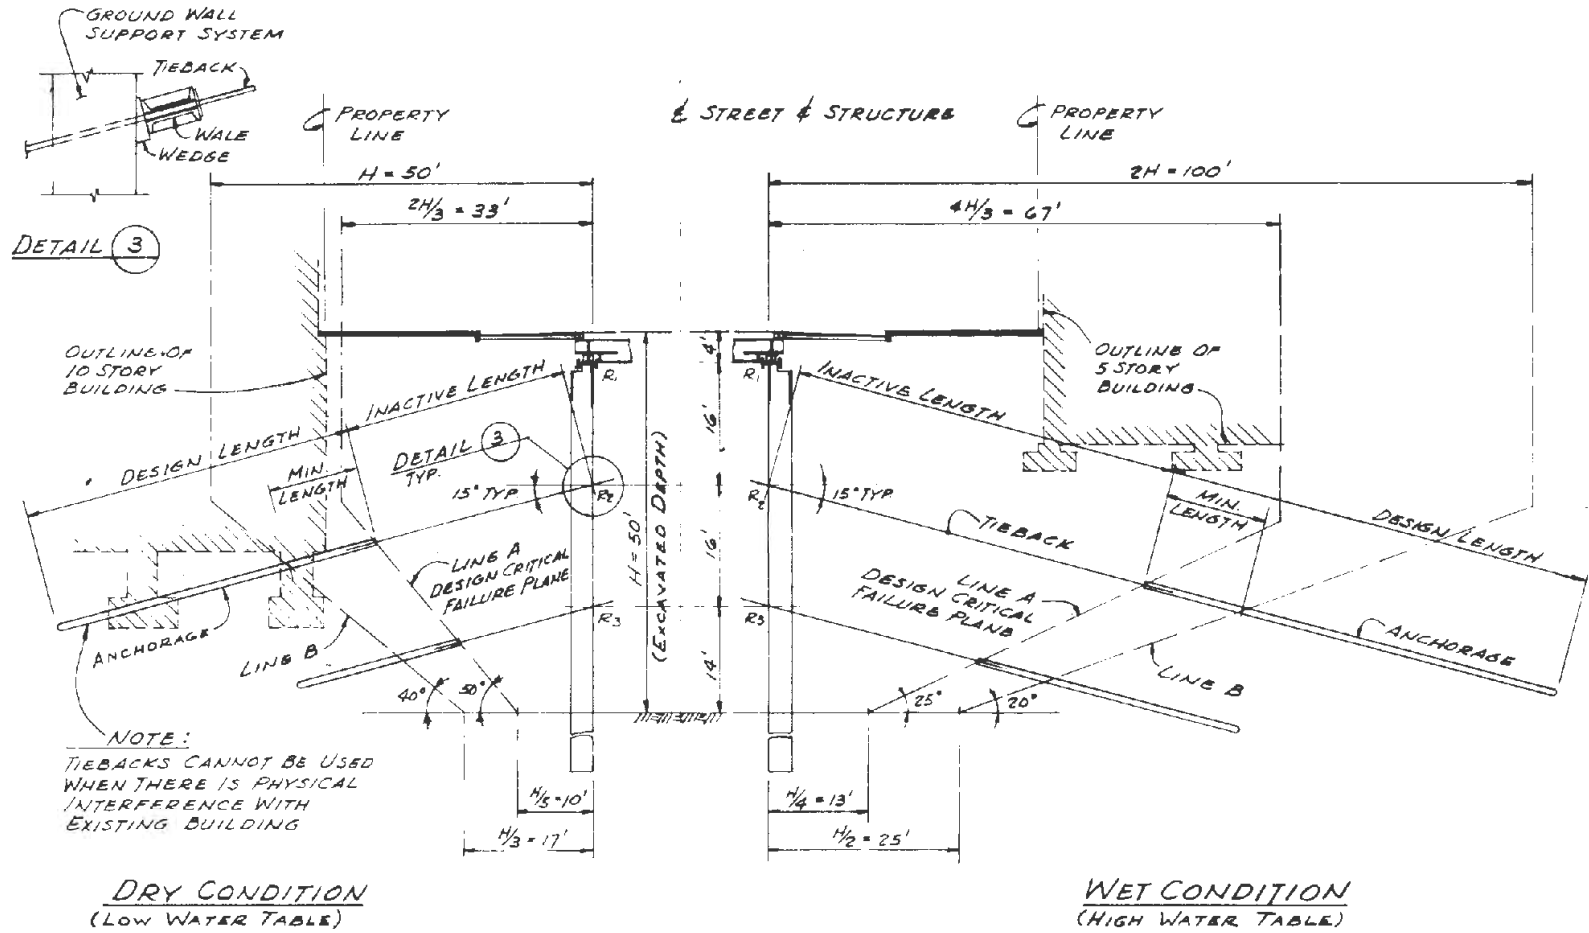 GROUND WALL
SUPPORT SYSTEM
TIEBACK
WALE
WEDGE
DETAIL 3
PROPERTY
LINE
℄ STREET & STRUCTURE
PROPERTY
LINE
H = 50'
2H/3 = 33'
2H = 100'
4H/3 = 67'
OUTLINE OF
10 STORY
BUILDING
INACTIVE LENGTH
DESIGN LENGTH
MIN.
LENGTH
DETAIL 3
TYP.
15° TYP.
R1
R2
R3
H = 50'
(EXCAVATED DEPTH)
4'
16'
16'
14'
R1
R2
R3
15° TYP.
INACTIVE LENGTH
OUTLINE OF
5 STORY
BUILDING
MIN.
LENGTH
DESIGN LENGTH
TIEBACK
LINE A
DESIGN CRITICAL
FAILURE PLANE
LINE A
DESIGN CRITICAL
FAILURE PLANE
ANCHORAGE
LINE B
ANCHORAGE
LINE B
40°
50°
25°
20°
NOTE:
TIEBACKS CANNOT BE USED
WHEN THERE IS PHYSICAL
INTERFERENCE WITH
EXISTING BUILDING
H/5 = 10'
H/3 = 17'
H/4 = 13'
H/2 = 25'
DRY CONDITION
(LOW WATER TABLE)
WET CONDITION
(HIGH WATER TABLE)